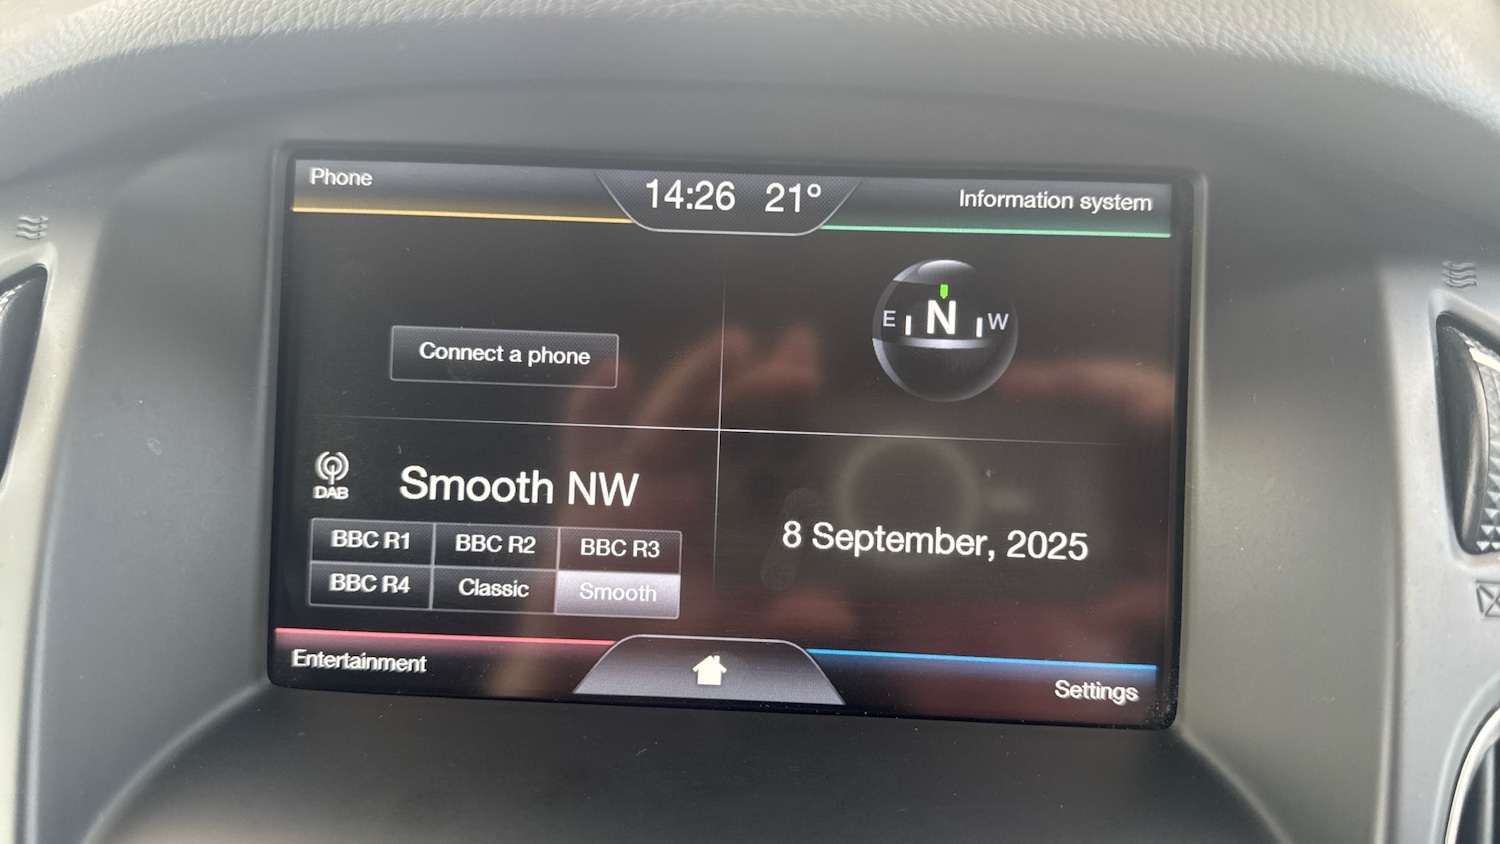 Phone
14:26 21°
Information system
Connect a phone
E N W
DAB
Smooth NW
BBC R1 BBC R2 BBC R3
BBC R4 Classic Smooth
8 September, 2025
Entertainment
Settings